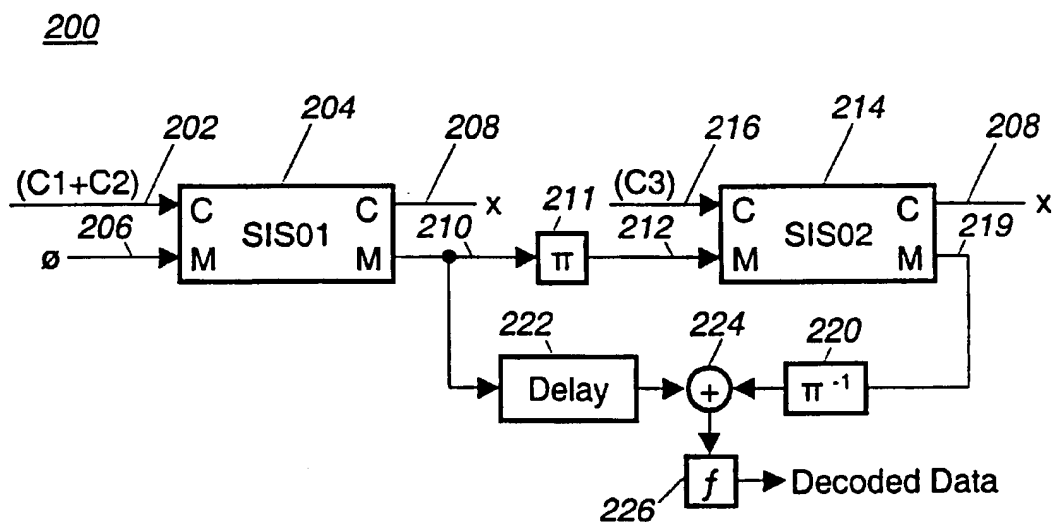 200
202
204
208
216
214
208
(C1+C2)
(C3)
211
C
C
x
C
C
x
206
SIS01
210
212
SIS02
219
ø
M
M
π
M
M
222
224
220
Delay
+
π -1
f
Decoded Data
226